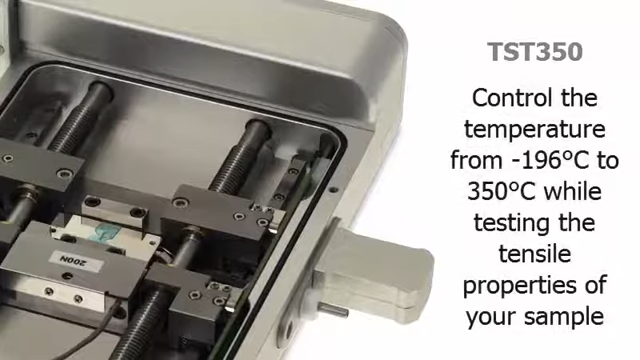 TST350
Control the
temperature
from -196°C to
350°C while
testing the
tensile
properties of
your sample
200N